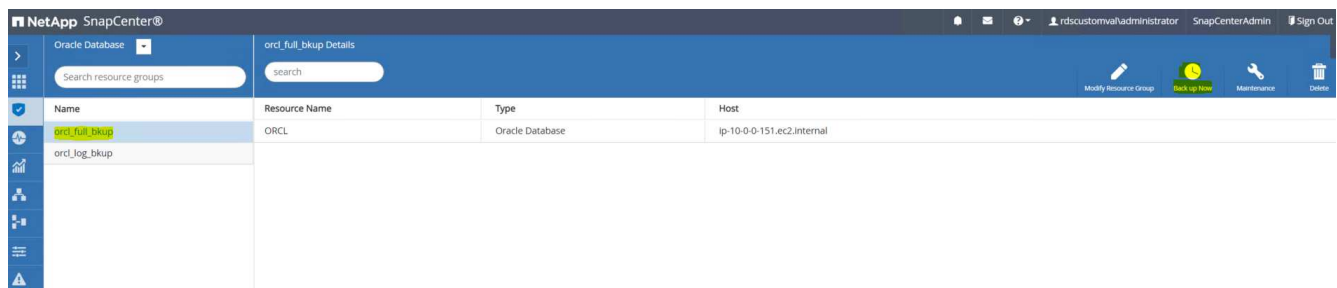 NetApp SnapCenter®
rdscustomval\administrator SnapCenterAdmin Sign Out
Oracle Database
orcl_full_bkup Details
Search resource groups
search
Modify Resource Group Back up Now Maintenance Delete
Name
Resource Name Type Host
orcl_full_bkup
ORCL Oracle Database ip-10-0-0-151.ec2.internal
orcl_log_bkup